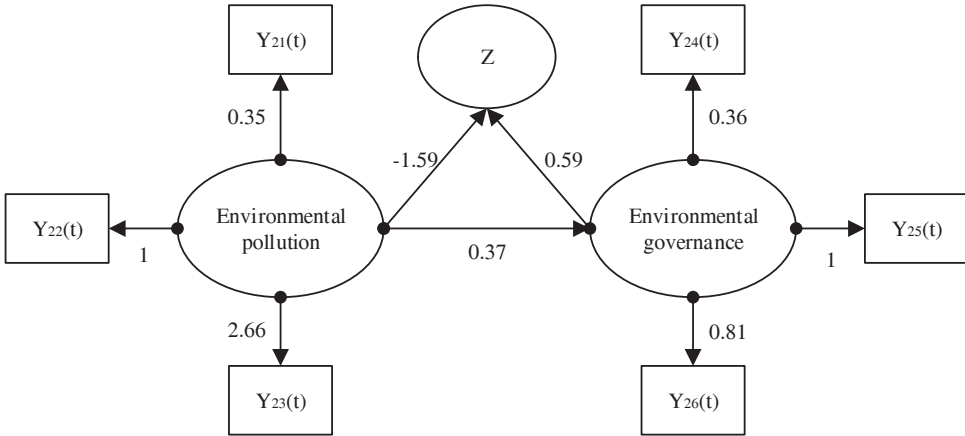 Y21(t)
Z
Y24(t)
0.35
0.36
-1.59
0.59
Y22(t)
Environmental
pollution
Environmental
governance
Y25(t)
1
0.37
1
2.66
0.81
Y23(t)
Y26(t)